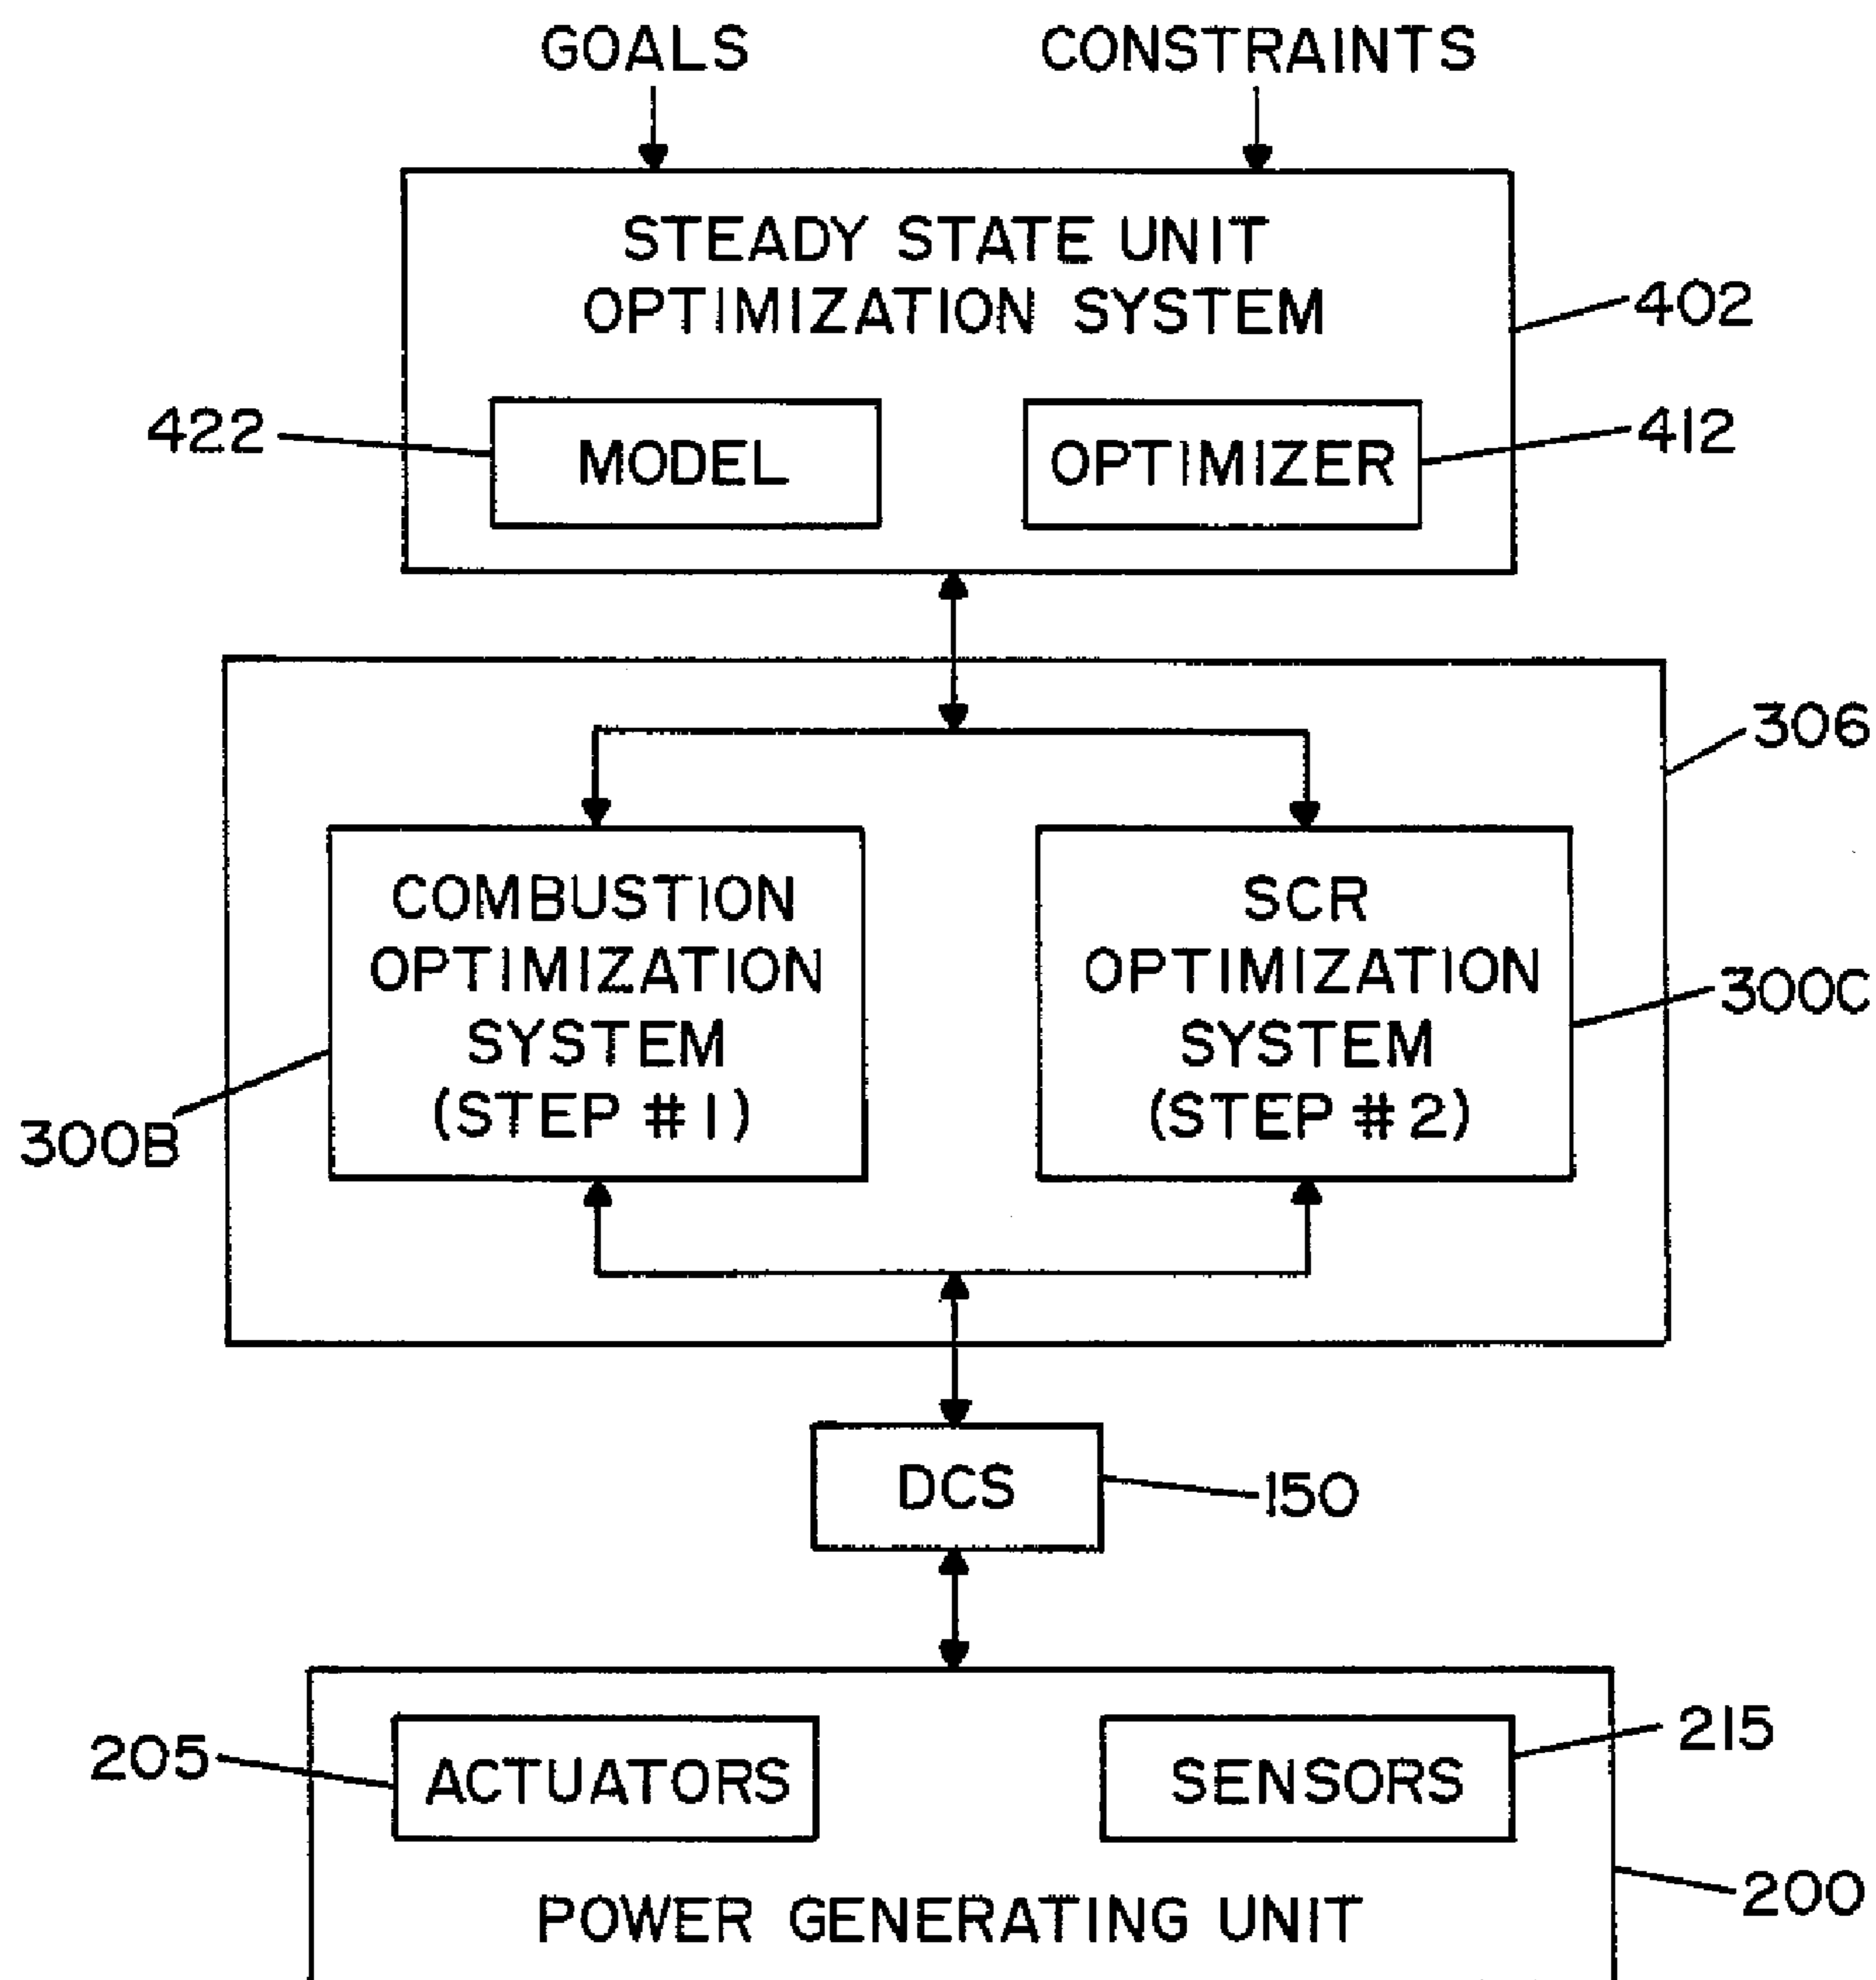 GOALS
CONSTRAINTS
STEADY STATE UNIT
OPTIMIZATION SYSTEM
402
422
MODEL
OPTIMIZER
412
306
COMBUSTION
OPTIMIZATION
SYSTEM
(STEP #1)
300B
SCR
OPTIMIZATION
SYSTEM
(STEP #2)
300C
DCS
150
205
ACTUATORS
SENSORS
215
POWER GENERATING UNIT
200